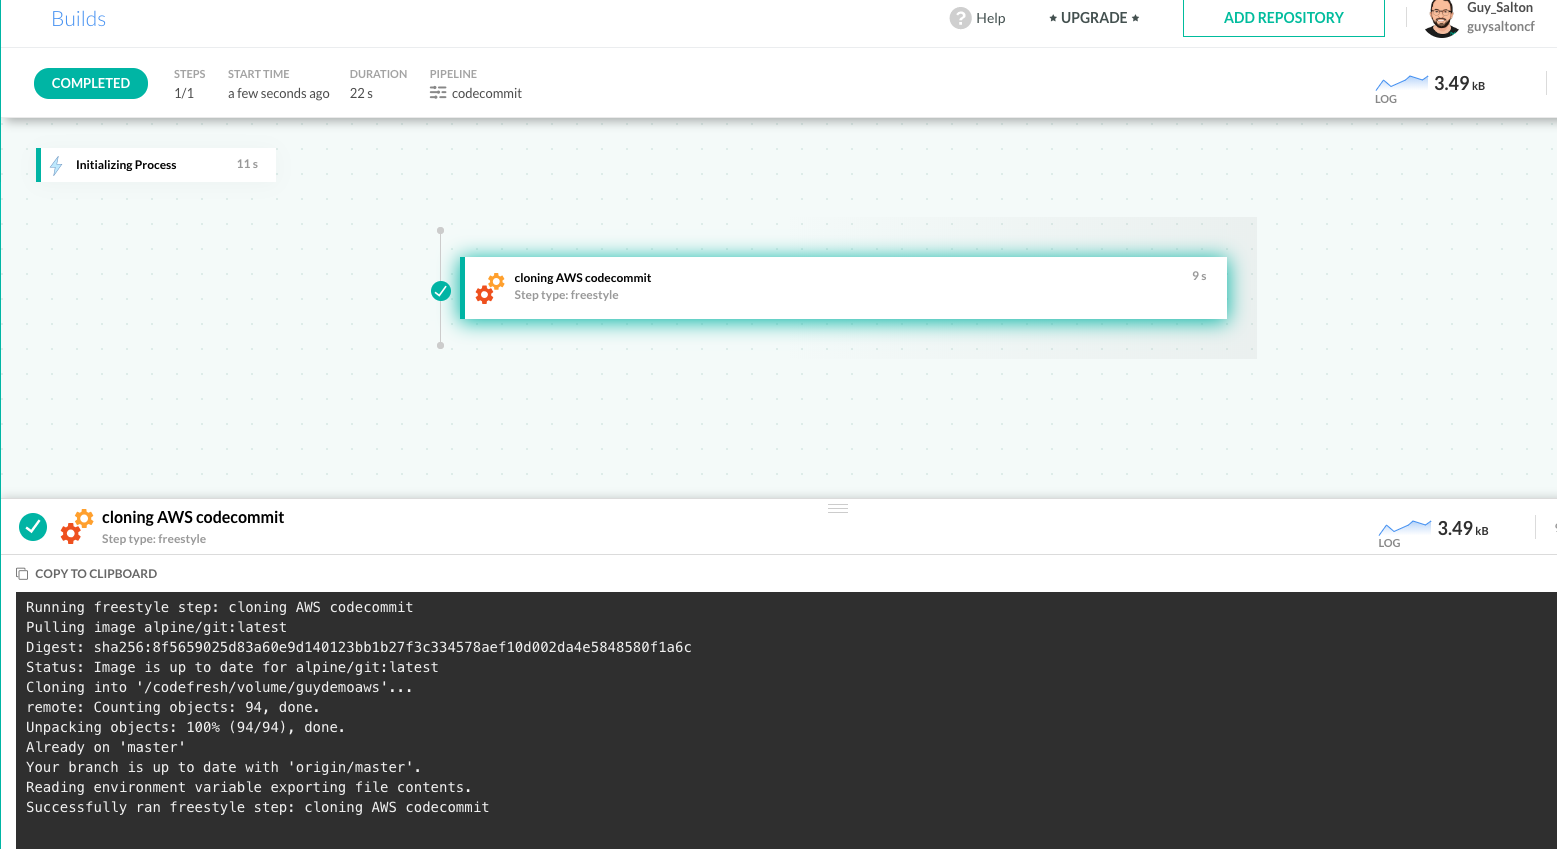 Builds
Help
★ UPGRADE ★
ADD REPOSITORY
Guy_Salton
guysaltoncf
COMPLETED
STEPS
1/1
START TIME
a few seconds ago
DURATION
22 s
PIPELINE
codecommit
LOG
3.49 kB
Initializing Process
11 s
cloning AWS codecommit
9 s
Step type: freestyle
cloning AWS codecommit
Step type: freestyle
LOG
3.49 kB
COPY TO CLIPBOARD
Running freestyle step: cloning AWS codecommit
Pulling image alpine/git:latest
Digest: sha256:8f5659025d83a60e9d140123bb1b27f3c334578aef10d002da4e5848580f1a6c
Status: Image is up to date for alpine/git:latest
Cloning into '/codefresh/volume/guydemoaws'...
remote: Counting objects: 94, done.
Unpacking objects: 100% (94/94), done.
Already on 'master'
Your branch is up to date with 'origin/master'.
Reading environment variable exporting file contents.
Successfully ran freestyle step: cloning AWS codecommit